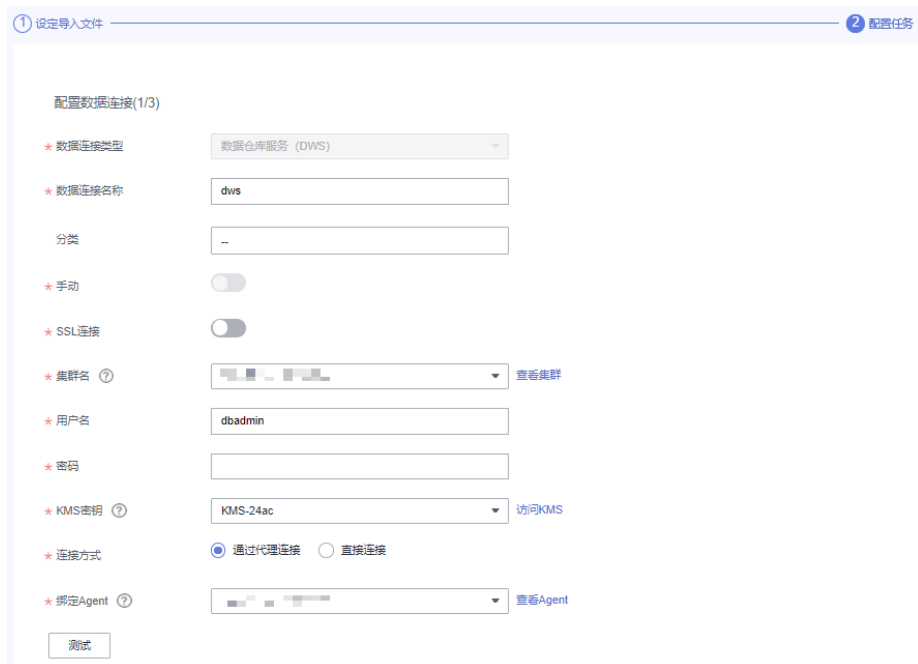 1 设定导入文件 2 配置任务
配置数据连接(1/3)
* 数据连接类型 数据仓库服务 (DWS)
* 数据连接名称 dws
分类 --
* 手动
* SSL连接
* 集群名 ? 查看集群
* 用户名 dbadmin
* 密码
* KMS密钥 ? KMS-24ac 访问KMS
* 连接方式 通过代理连接 直接连接
* 绑定Agent ? 查看Agent
测试